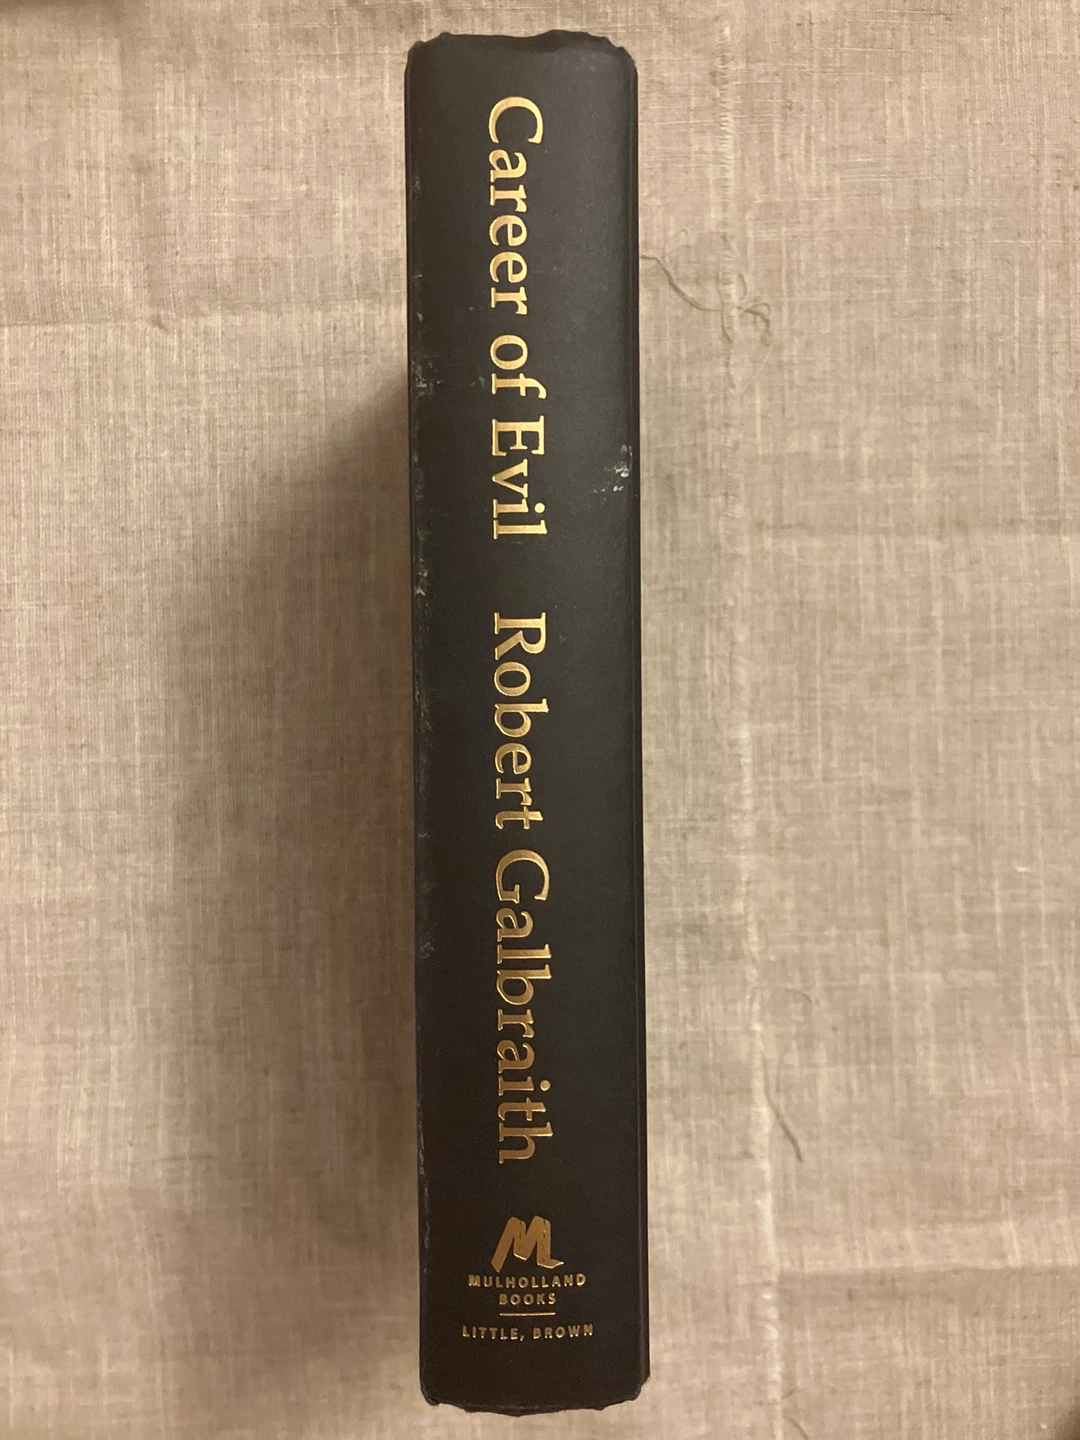 Career of Evil Robert Galbraith
M
MULHOLLAND
BOOKS
LITTLE, BROWN